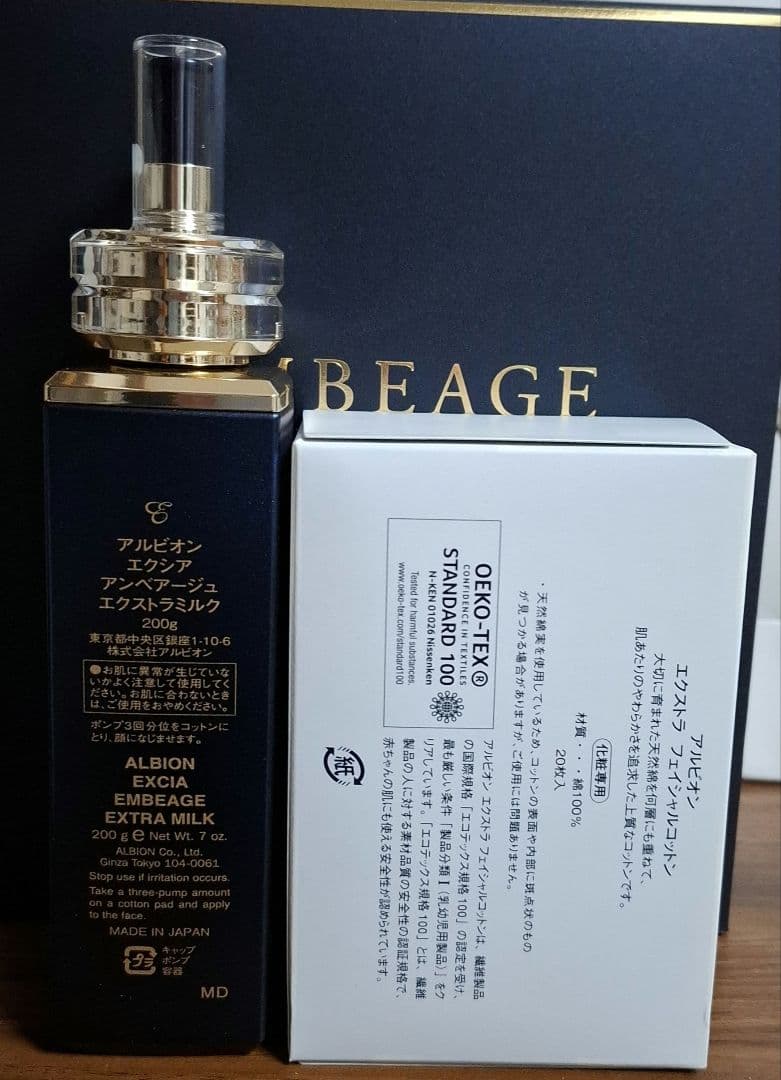 BEAGE
アルビオン
エクシア
アンベアージュ
エクストラミルク
200g
東京都中央区銀座1-10-6
株式会社アルビオン
●お肌に異常が生じていな
いかよく注意して使用してく
ださい。お肌に合わないとき
は、ご使用をおやめください。
ポンプ3回分位をコットンに
とり、顔になじませます。
ALBION
EXCIA
EMBEAGE
EXTRA MILK
200 g ℮ Net Wt. 7 oz.
ALBION Co., Ltd.
Ginza Tokyo 104-0061
Stop use if irritation occurs.
Take a three-pump amount
on a cotton pad and apply
to the face.
MADE IN JAPAN
プラ
キャップ
ポンプ
容器
MD
アルビオン
エクストラ フェイシャルコットン
大切に育まれた天然綿を何層にも重ねて、
肌あたりのやわらかさを追求した上質なコットンです。
化粧専用
材質・・・綿100%
20枚入
・天然綿実を使用しているため、コットンの表面や内部に斑点状のもの
が見つかる場合がありますが、ご使用には問題ありません。
OEKO-TEX®
CONFIDENCE IN TEXTILES
STANDARD 100
N-KEN 01026 Nissenken
Tested for harmful substances.
www.oeko-tex.com/standard100
アルビオン エクストラ フェイシャルコットンは、繊維製品
の国際規格「エコテックス規格100」の認定を受け、
最も厳しい条件「製品分類Ⅰ(乳幼児用製品)」をク
リアしています。「エコテックス規格100」とは、繊維
製品の人に対する素材品質の安全性の認証規格で、
赤ちゃんの肌にも使える安全性が認められています。
紙